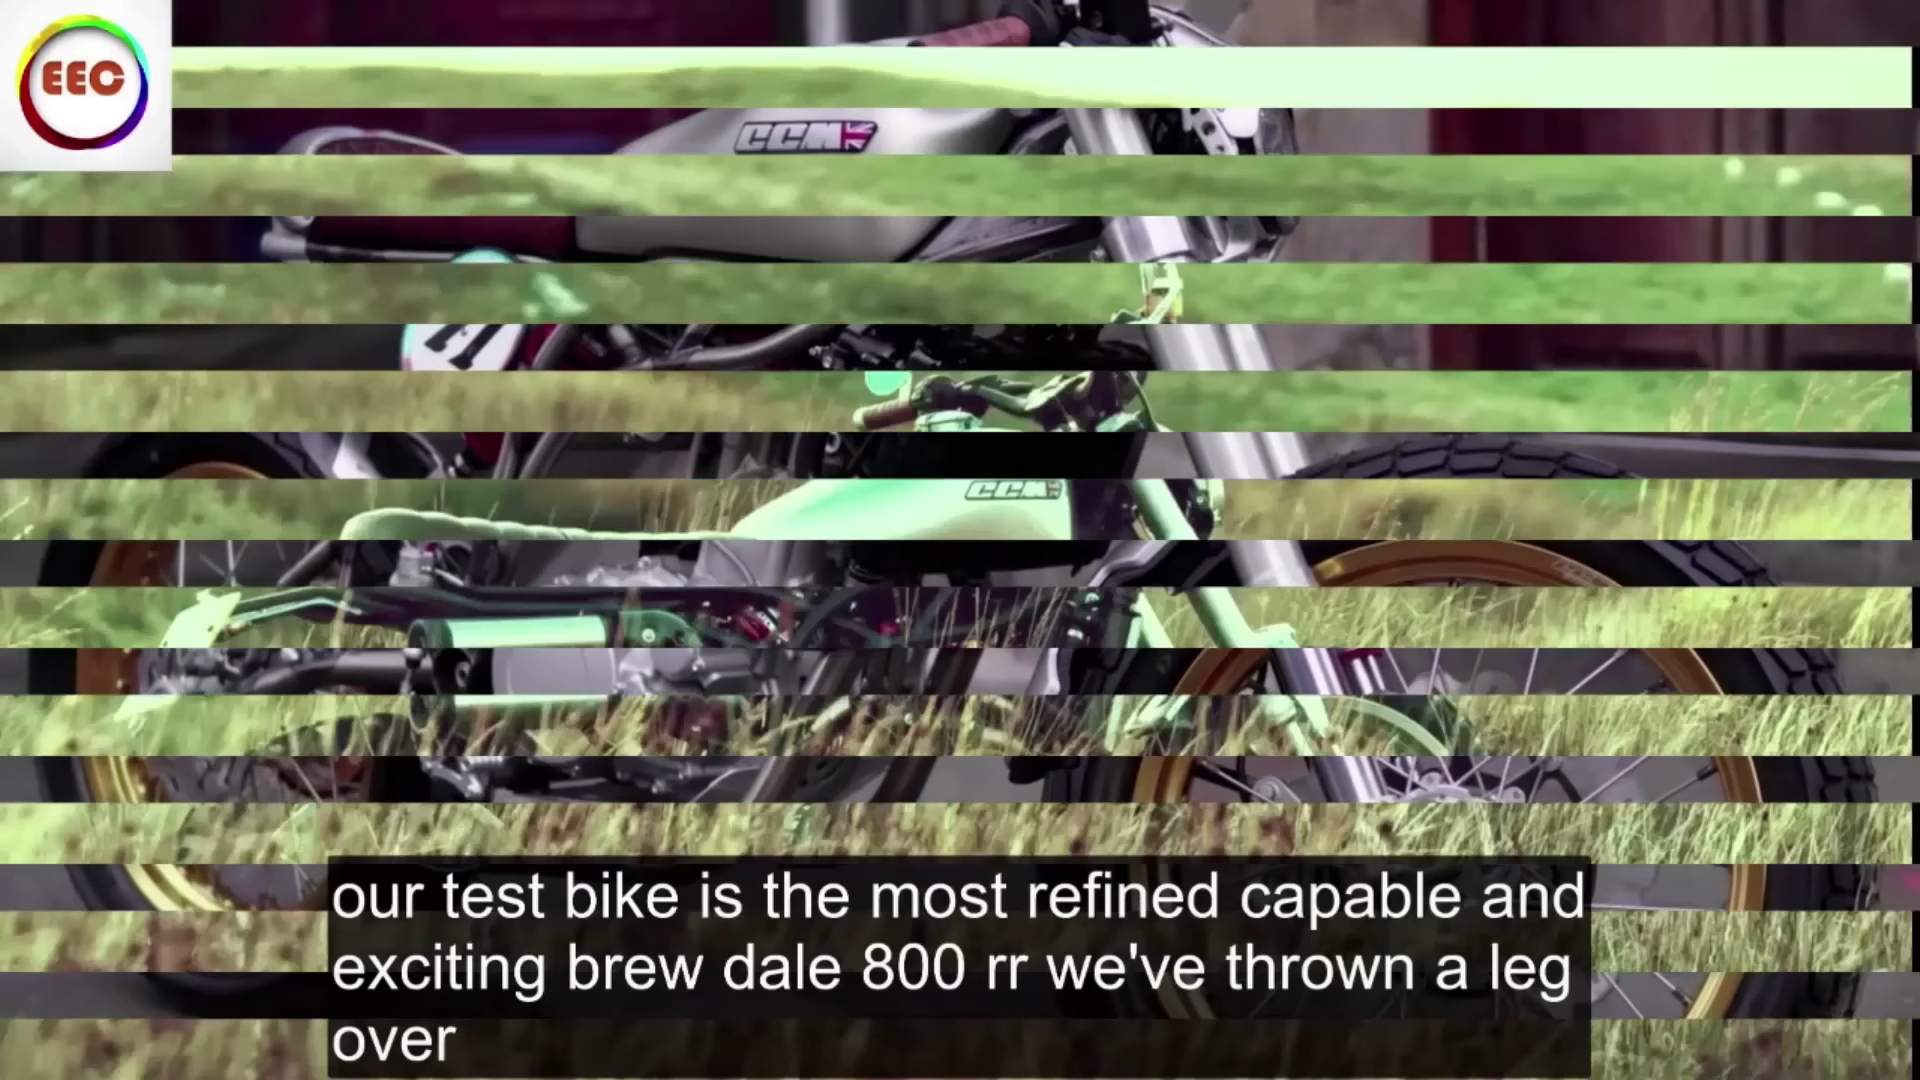 EEC
CCM
CCM
our test bike is the most refined capable and
exciting brew dale 800 rr we've thrown a leg
over